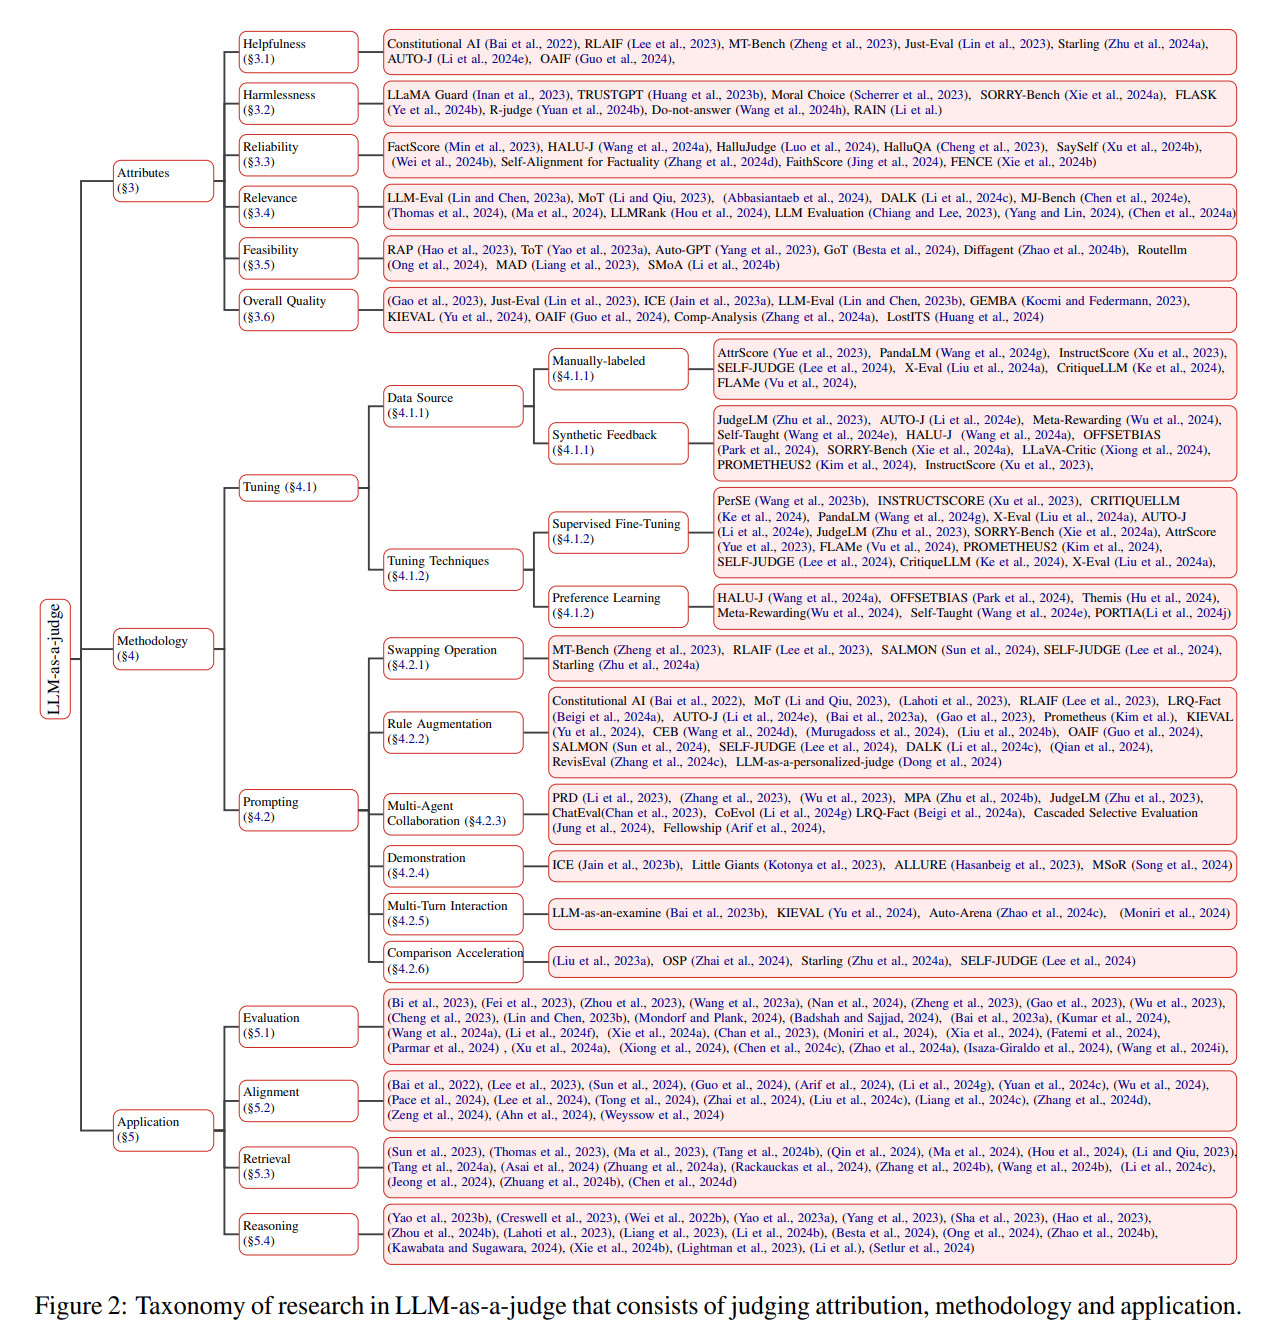 Helpfulness
(§3.1)
Constitutional AI (Bai et al., 2022), RLAIF (Lee et al., 2023), MT-Bench (Zheng et al., 2023), Just-Eval (Lin et al., 2023), Starling (Zhu et al., 2024a),
AUTO-J (Li et al., 2024e), OAIF (Guo et al., 2024),
Harmlessness
(§3.2)
LLaMA Guard (Inan et al., 2023), TRUSTGPT (Huang et al., 2023b), Moral Choice (Scherrer et al., 2023), SORRY-Bench (Xie et al., 2024a), FLASK
(Ye et al., 2024b), R-judge (Yuan et al., 2024b), Do-not-answer (Wang et al., 2024h), RAIN (Li et al.)
Reliability
(§3.3)
FactScore (Min et al., 2023), HALU-J (Wang et al., 2024a), HalluJudge (Luo et al., 2024), HalluQA (Cheng et al., 2023), SaySelf (Xu et al., 2024b),
(Wei et al., 2024b), Self-Alignment for Factuality (Zhang et al., 2024d), FaithScore (Jing et al., 2024), FENCE (Xie et al., 2024b)
Attributes
(§3)
Relevance
(§3.4)
LLM-Eval (Lin and Chen, 2023a), MoT (Li and Qiu, 2023), (Abbasiantaeb et al., 2024), DALK (Li et al., 2024c), MJ-Bench (Chen et al., 2024e),
(Thomas et al., 2024), (Ma et al., 2024), LLMRank (Hou et al., 2024), LLM Evaluation (Chiang and Lee, 2023), (Yang and Lin, 2024), (Chen et al., 2024a)
Feasibility
(§3.5)
RAP (Hao et al., 2023), ToT (Yao et al., 2023a), Auto-GPT (Yang et al., 2023), GoT (Besta et al., 2024), Diffagent (Zhao et al., 2024b), Routellm
(Ong et al., 2024), MAD (Liang et al., 2023), SMoA (Li et al., 2024b)
Overall Quality
(§3.6)
(Gao et al., 2023), Just-Eval (Lin et al., 2023), ICE (Jain et al., 2023a), LLM-Eval (Lin and Chen, 2023b), GEMBA (Kocmi and Federmann, 2023),
KIEVAL (Yu et al., 2024), OAIF (Guo et al., 2024), Comp-Analysis (Zhang et al., 2024a), LostITS (Huang et al., 2024)
LLM-as-a-judge
Methodology
(§4)
Tuning (§4.1)
Data Source
(§4.1.1)
Manually-labeled
(§4.1.1)
AttrScore (Yue et al., 2023), PandaLM (Wang et al., 2024g), InstructScore (Xu et al., 2023),
SELF-JUDGE (Lee et al., 2024), X-Eval (Liu et al., 2024a), CritiqueLLM (Ke et al., 2024),
FLAMe (Vu et al., 2024),
Synthetic Feedback
(§4.1.1)
JudgeLM (Zhu et al., 2023), AUTO-J (Li et al., 2024e), Meta-Rewarding (Wu et al., 2024),
Self-Taught (Wang et al., 2024e), HALU-J (Wang et al., 2024a), OFFSETBIAS
(Park et al., 2024), SORRY-Bench (Xie et al., 2024a), LLaVA-Critic (Xiong et al., 2024),
PROMETHEUS2 (Kim et al., 2024), InstructScore (Xu et al., 2023),
Tuning Techniques
(§4.1.2)
Supervised Fine-Tuning
(§4.1.2)
PerSE (Wang et al., 2023b), INSTRUCTSCORE (Xu et al., 2023), CRITIQUELLM
(Ke et al., 2024), PandaLM (Wang et al., 2024g), X-Eval (Liu et al., 2024a), AUTO-J
(Li et al., 2024e), JudgeLM (Zhu et al., 2023), SORRY-Bench (Xie et al., 2024a), AttrScore
(Yue et al., 2023), FLAMe (Vu et al., 2024), PROMETHEUS2 (Kim et al., 2024),
SELF-JUDGE (Lee et al., 2024), CritiqueLLM (Ke et al., 2024), X-Eval (Liu et al., 2024a),
Preference Learning
(§4.1.2)
HALU-J (Wang et al., 2024a), OFFSETBIAS (Park et al., 2024), Themis (Hu et al., 2024),
Meta-Rewarding(Wu et al., 2024), Self-Taught (Wang et al., 2024e), PORTIA(Li et al., 2024j)
Prompting
(§4.2)
Swapping Operation
(§4.2.1)
MT-Bench (Zheng et al., 2023), RLAIF (Lee et al., 2023), SALMON (Sun et al., 2024), SELF-JUDGE (Lee et al., 2024),
Starling (Zhu et al., 2024a)
Rule Augmentation
(§4.2.2)
Constitutional AI (Bai et al., 2022), MoT (Li and Qiu, 2023), (Lahoti et al., 2023), RLAIF (Lee et al., 2023), LRQ-Fact
(Beigi et al., 2024a), AUTO-J (Li et al., 2024e), (Bai et al., 2023a), (Gao et al., 2023), Prometheus (Kim et al.), KIEVAL
(Yu et al., 2024), CEB (Wang et al., 2024d), (Murugadoss et al., 2024), (Liu et al., 2024b), OAIF (Guo et al., 2024),
SALMON (Sun et al., 2024), SELF-JUDGE (Lee et al., 2024), DALK (Li et al., 2024c), (Qian et al., 2024),
RevisEval (Zhang et al., 2024c), LLM-as-a-personalized-judge (Dong et al., 2024)
Multi-Agent
Collaboration (§4.2.3)
PRD (Li et al., 2023), (Zhang et al., 2023), (Wu et al., 2023), MPA (Zhu et al., 2024b), JudgeLM (Zhu et al., 2023),
ChatEval(Chan et al., 2023), CoEvol (Li et al., 2024g) LRQ-Fact (Beigi et al., 2024a), Cascaded Selective Evaluation
(Jung et al., 2024), Fellowship (Arif et al., 2024),
Demonstration
(§4.2.4)
ICE (Jain et al., 2023b), Little Giants (Kotonya et al., 2023), ALLURE (Hasanbeig et al., 2023), MSoR (Song et al., 2024)
Multi-Turn Interaction
(§4.2.5)
LLM-as-an-examine (Bai et al., 2023b), KIEVAL (Yu et al., 2024), Auto-Arena (Zhao et al., 2024c), (Moniri et al., 2024)
Comparison Acceleration
(§4.2.6)
(Liu et al., 2023a), OSP (Zhai et al., 2024), Starling (Zhu et al., 2024a), SELF-JUDGE (Lee et al., 2024)
Application
(§5)
Evaluation
(§5.1)
(Bi et al., 2023), (Fei et al., 2023), (Zhou et al., 2023), (Wang et al., 2023a), (Nan et al., 2024), (Zheng et al., 2023), (Gao et al., 2023), (Wu et al., 2023),
(Cheng et al., 2023), (Lin and Chen, 2023b), (Mondorf and Plank, 2024), (Badshah and Sajjad, 2024), (Bai et al., 2023a), (Kumar et al., 2024),
(Wang et al., 2024a), (Li et al., 2024f), (Xie et al., 2024a), (Chan et al., 2023), (Moniri et al., 2024), (Xia et al., 2024), (Fatemi et al., 2024),
(Parmar et al., 2024) , (Xu et al., 2024a), (Xiong et al., 2024), (Chen et al., 2024c), (Zhao et al., 2024a), (Isaza-Giraldo et al., 2024), (Wang et al., 2024i),
Alignment
(§5.2)
(Bai et al., 2022), (Lee et al., 2023), (Sun et al., 2024), (Guo et al., 2024), (Arif et al., 2024), (Li et al., 2024g), (Yuan et al., 2024c), (Wu et al., 2024),
(Pace et al., 2024), (Lee et al., 2024), (Tong et al., 2024), (Zhai et al., 2024), (Liu et al., 2024c), (Liang et al., 2024c), (Zhang et al., 2024d),
(Zeng et al., 2024), (Ahn et al., 2024), (Weyssow et al., 2024)
Retrieval
(§5.3)
(Sun et al., 2023), (Thomas et al., 2023), (Ma et al., 2023), (Tang et al., 2024b), (Qin et al., 2024), (Ma et al., 2024), (Hou et al., 2024), (Li and Qiu, 2023),
(Tang et al., 2024a), (Asai et al., 2024) (Zhuang et al., 2024a), (Rackauckas et al., 2024), (Zhang et al., 2024b), (Wang et al., 2024b), (Li et al., 2024c),
(Jeong et al., 2024), (Zhuang et al., 2024b), (Chen et al., 2024d)
Reasoning
(§5.4)
(Yao et al., 2023b), (Creswell et al., 2023), (Wei et al., 2022b), (Yao et al., 2023a), (Yang et al., 2023), (Sha et al., 2023), (Hao et al., 2023),
(Zhou et al., 2024b), (Lahoti et al., 2023), (Liang et al., 2023), (Li et al., 2024b), (Besta et al., 2024), (Ong et al., 2024), (Zhao et al., 2024b),
(Kawabata and Sugawara, 2024), (Xie et al., 2024b), (Lightman et al., 2023), (Li et al.), (Setlur et al., 2024)
Figure 2: Taxonomy of research in LLM-as-a-judge that consists of judging attribution, methodology and application.